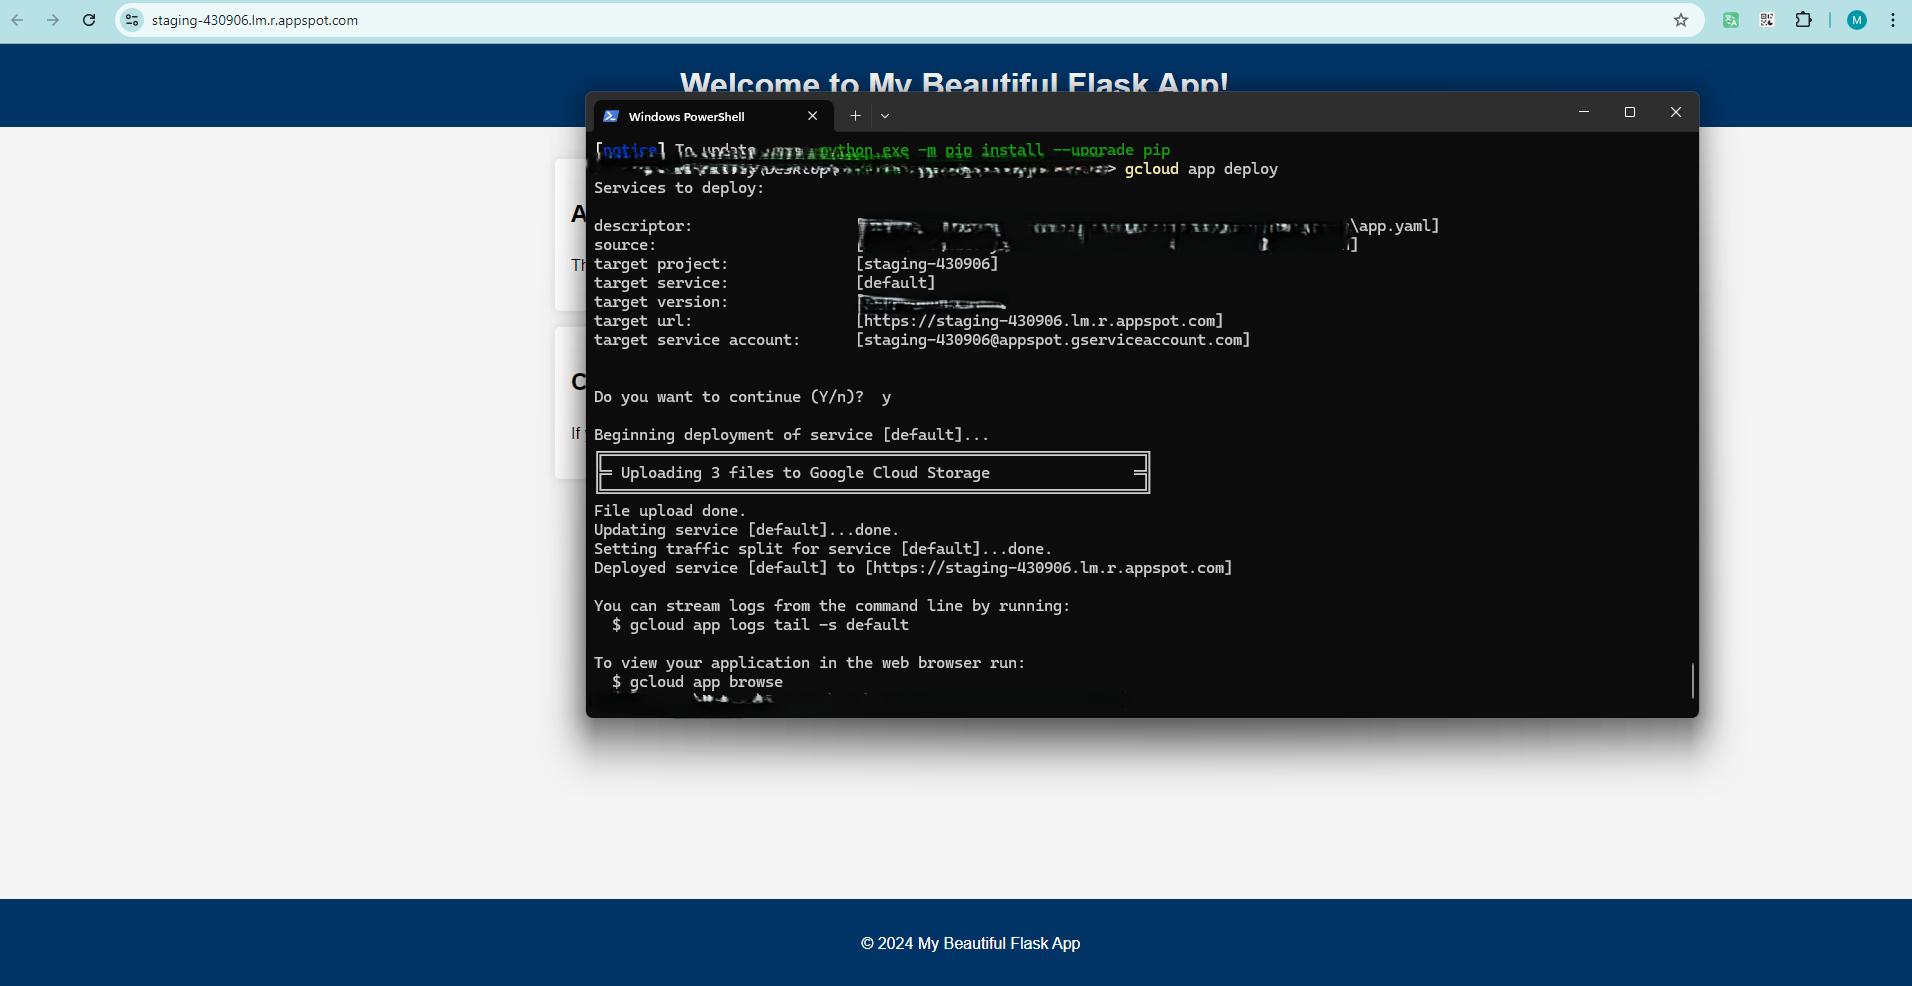 staging-430906.lm.r.appspot.com
M
Welcome to My Beautiful Flask App!
Windows PowerShell
[notice] To update python.exe -m pip install --upgrade pip
\Desktop\ > gcloud app deploy
Services to deploy:
descriptor: [ \app.yaml]
source: [ ]
target project: [staging-430906]
target service: [default]
target version: [
target url: [https://staging-430906.lm.r.appspot.com]
target service account: [staging-430906@appspot.gserviceaccount.com]
Do you want to continue (Y/n)? y
Beginning deployment of service [default]...
Uploading 3 files to Google Cloud Storage
File upload done.
Updating service [default]...done.
Setting traffic split for service [default]...done.
Deployed service [default] to [https://staging-430906.lm.r.appspot.com]
You can stream logs from the command line by running:
$ gcloud app logs tail -s default
To view your application in the web browser run:
$ gcloud app browse
A
Th
C
If
© 2024 My Beautiful Flask App